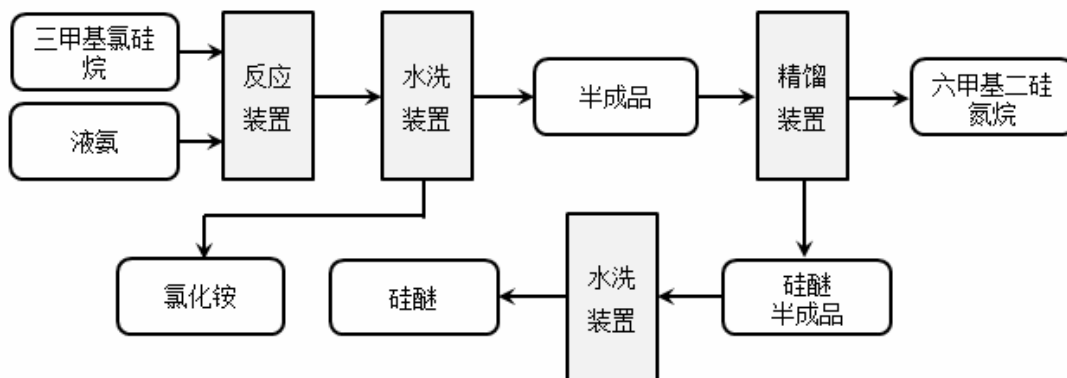 三甲基氯硅
烷
液氨
反应
装置
水洗
装置
半成品
精馏
装置
六甲基二硅
氮烷
氯化铵
硅醚
水洗
装置
硅醚
半成品